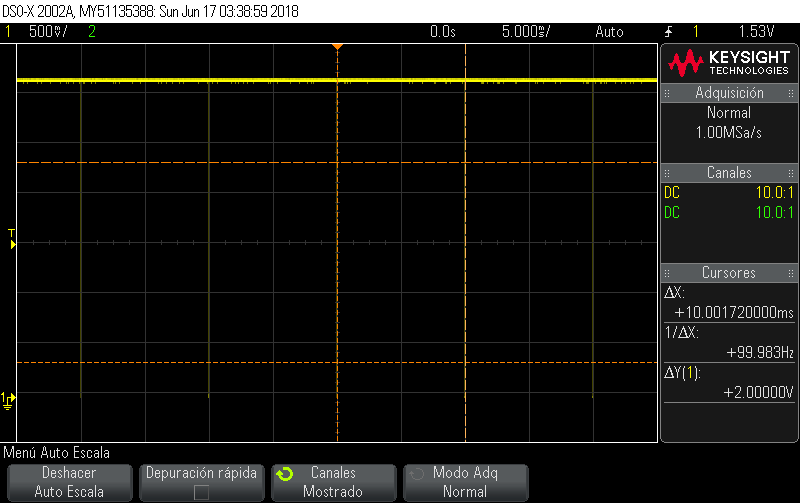 DSO-X 2002A, MY51135388: Sun Jun 17 03:38:59 2018
1 500V/ 2 0.0s 5.000s/ Auto 1 1.53V
KEYSIGHT
TECHNOLOGIES
Adquisición
Normal
1.00MSa/s
Canales
DC 10.0:1
DC 10.0:1
Cursores
ΔX:
+10.001720000ms
1/ΔX:
+99.983Hz
ΔY(1):
+2.00000V
T
1
Menú Auto Escala
Deshacer
Auto Escala
Depuración rápida
Canales
Mostrado
Modo Adq
Normal